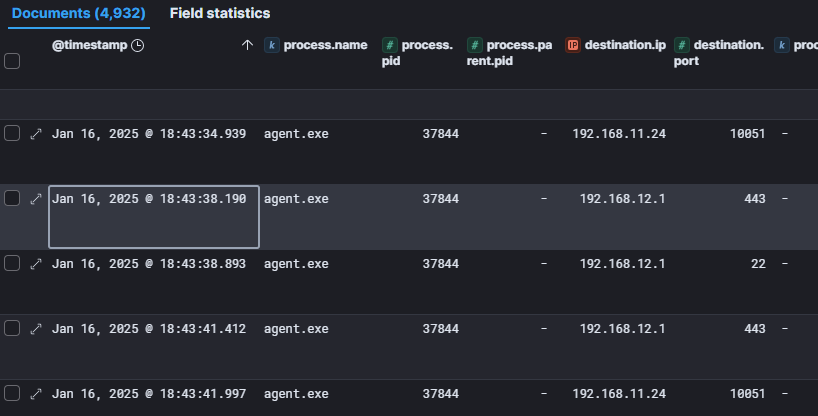 Documents (4,932) Field statistics
@timestamp ↑ k process.name # process. # process.pa IP destination.ip # destination. k proc
pid rent.pid port
Jan 16, 2025 @ 18:43:34.939 agent.exe 37844 - 192.168.11.24 10051 -
Jan 16, 2025 @ 18:43:38.190 agent.exe 37844 - 192.168.12.1 443 -
Jan 16, 2025 @ 18:43:38.893 agent.exe 37844 - 192.168.12.1 22 -
Jan 16, 2025 @ 18:43:41.412 agent.exe 37844 - 192.168.12.1 443 -
Jan 16, 2025 @ 18:43:41.997 agent.exe 37844 - 192.168.11.24 10051 -